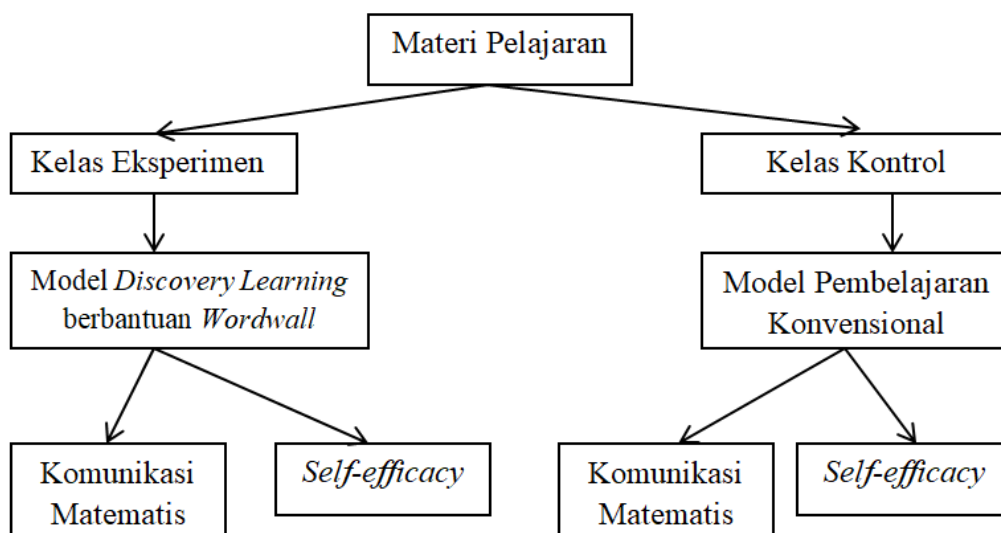 Materi Pelajaran
Kelas Eksperimen
Kelas Kontrol
Model Discovery Learning
berbantuan Wordwall
Model Pembelajaran
Konvensional
Komunikasi
Matematis
Self-efficacy
Komunikasi
Matematis
Self-efficacy